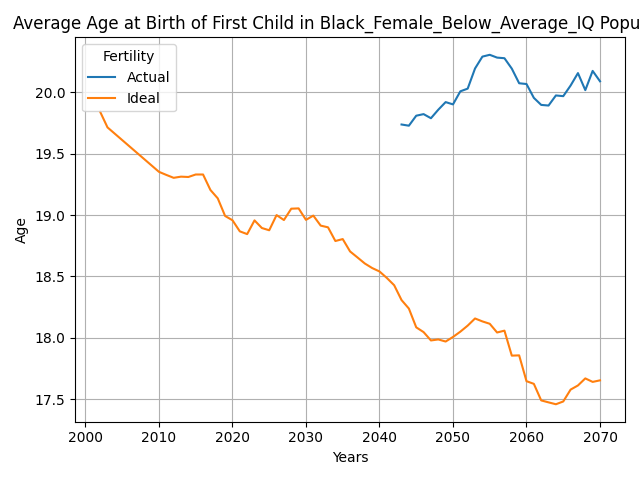 Average Age at Birth of First Child in Black_Female_Below_Average_IQ Popu
Fertility
Actual
Ideal
Age
20.0
19.5
19.0
18.5
18.0
17.5
2000 2010 2020 2030 2040 2050 2060 2070
Years